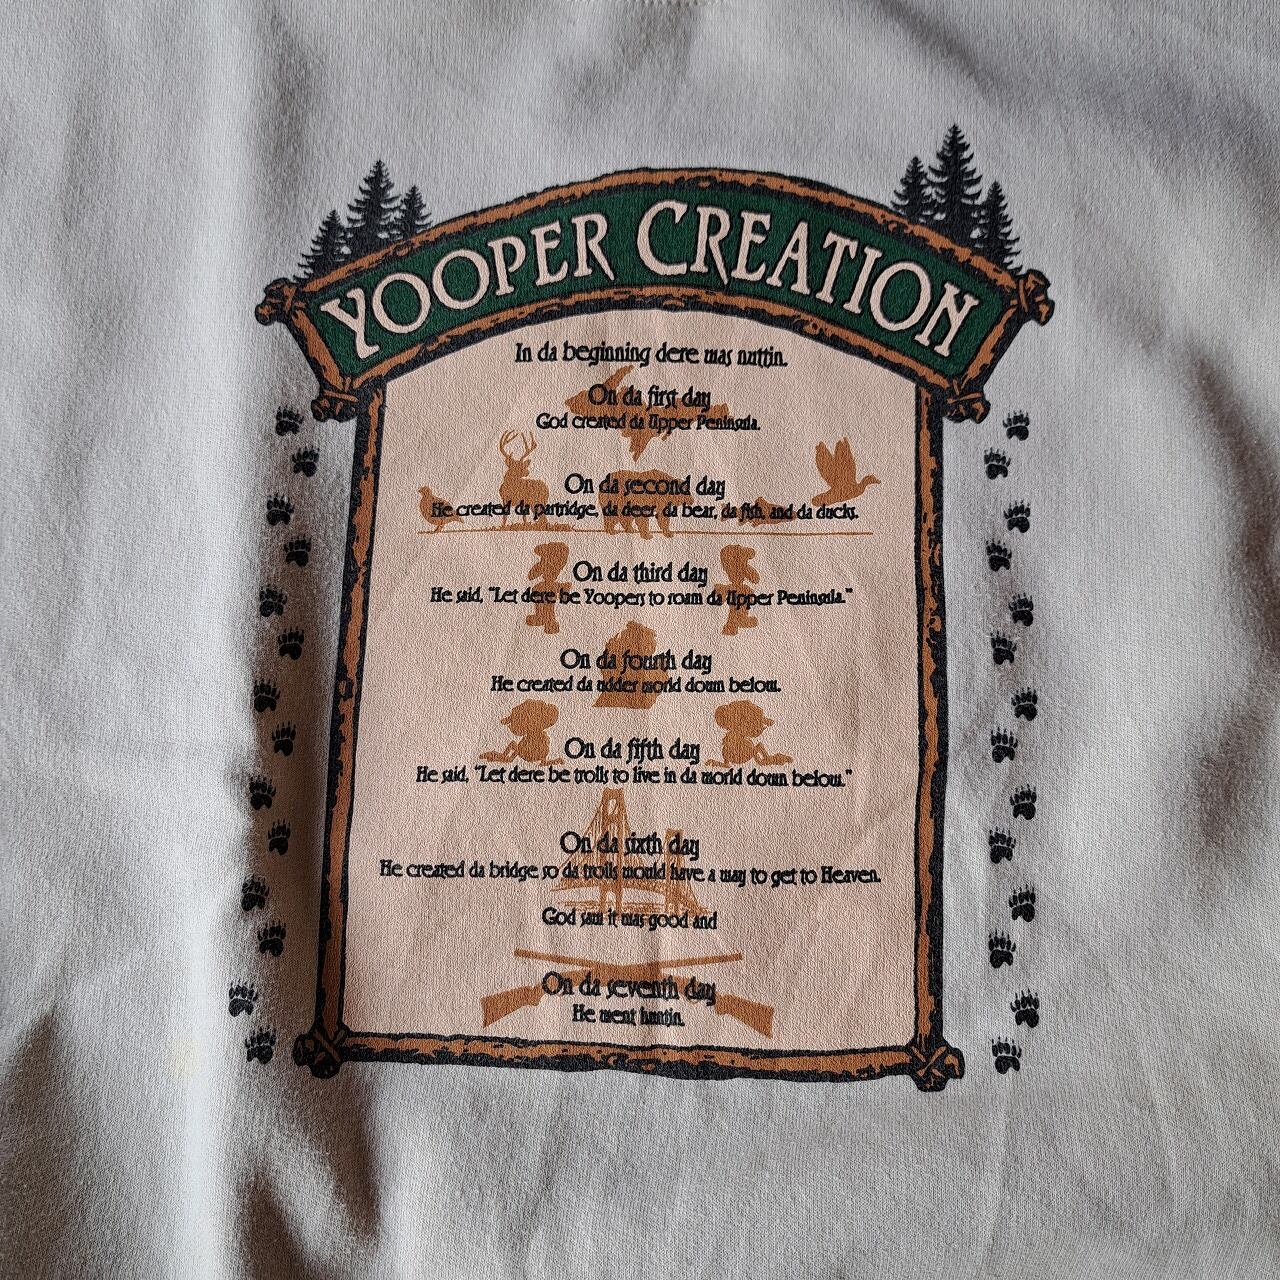 YOOPER CREATION
In da beginning dere was nuttin.
On da first day
God created da Upper Peninsula.
On da second day
He created da partridge, da deer, da bear, da fish, and da ducks.
On da third day
He said, "Let dere be Yoopers to roam da Upper Peninsula."
On da fourth day
He created da udder world down below.
On da fifth day
He said, "Let dere be trolls to live in da world down below."
On da sixth day
He created da bridge so da trolls would have a way to get to Heaven.
God saw it was good and
On da seventh day
He went huntin.